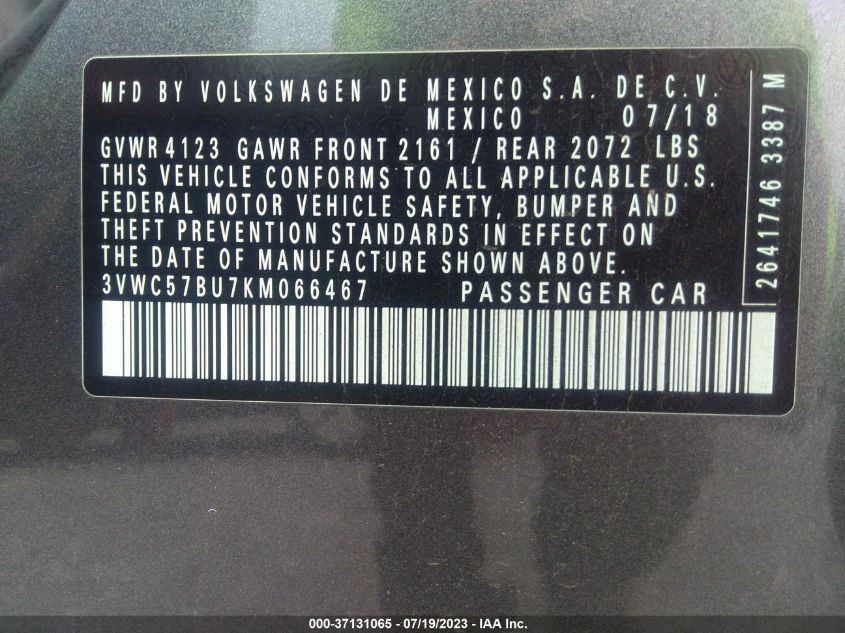 MFD BY VOLKSWAGEN DE MEXICO S.A. DE C.V.
MEXICO 07/18
GVWR 4123 GAWR FRONT 2161 / REAR 2072 LBS
THIS VEHICLE CONFORMS TO ALL APPLICABLE U.S.
FEDERAL MOTOR VEHICLE SAFETY, BUMPER AND
THEFT PREVENTION STANDARDS IN EFFECT ON
THE DATE OF MANUFACTURE SHOWN ABOVE.
3VWC57BU7KM066467 PASSENGER CAR
2641746 3387 M
000-37131065 - 07/19/2023 - IAA Inc.